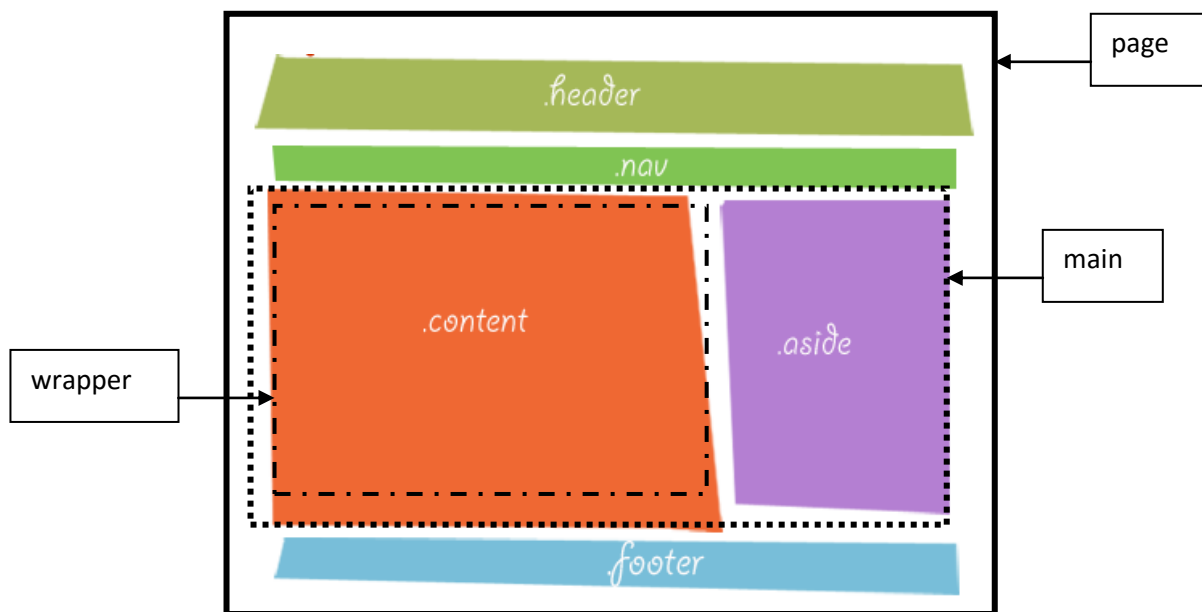 page
.header
.nav
main
.content
.aside
wrapper
.footer